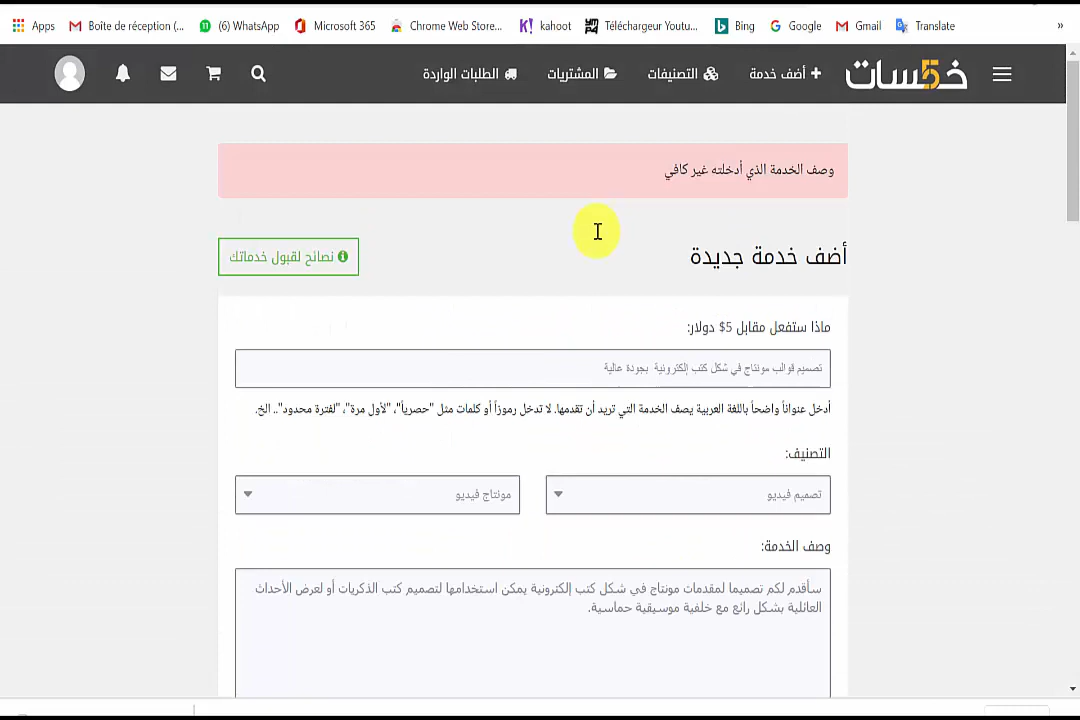 Apps Boîte de réception (... (6) WhatsApp Microsoft 365 Chrome Web Store... kahoot Téléchargeur Youtu... Bing Google Gmail Translate »
خمسات أضف خدمة التصنيفات المشتريات الطلبات الواردة
وصف الخدمة الذي أدخلته غير كافي
أضف خدمة جديدة
نصائح لقبول خدماتك
ماذا ستفعل مقابل 5$ دولار:
تصميم قوالب مونتاج في شكل كتب إلكترونية بجودة عالية
أدخل عنواناً واضحاً باللغة العربية يصف الخدمة التي تريد أن تقدمها. لا تدخل رموزاً أو كلمات مثل "حصرياً"، "لأول مرة"، "لفترة محدود".. الخ.
التصنيف:
تصميم فيديو
مونتاج فيديو
وصف الخدمة:
سأقدم لكم تصميما لمقدمات مونتاج في شكل كتب إلكترونية يمكن استخدامها لتصميم كتب الذكريات أو لعرض الأحداث
العائلية بشكل رائع مع خلفية موسيقية حماسية.